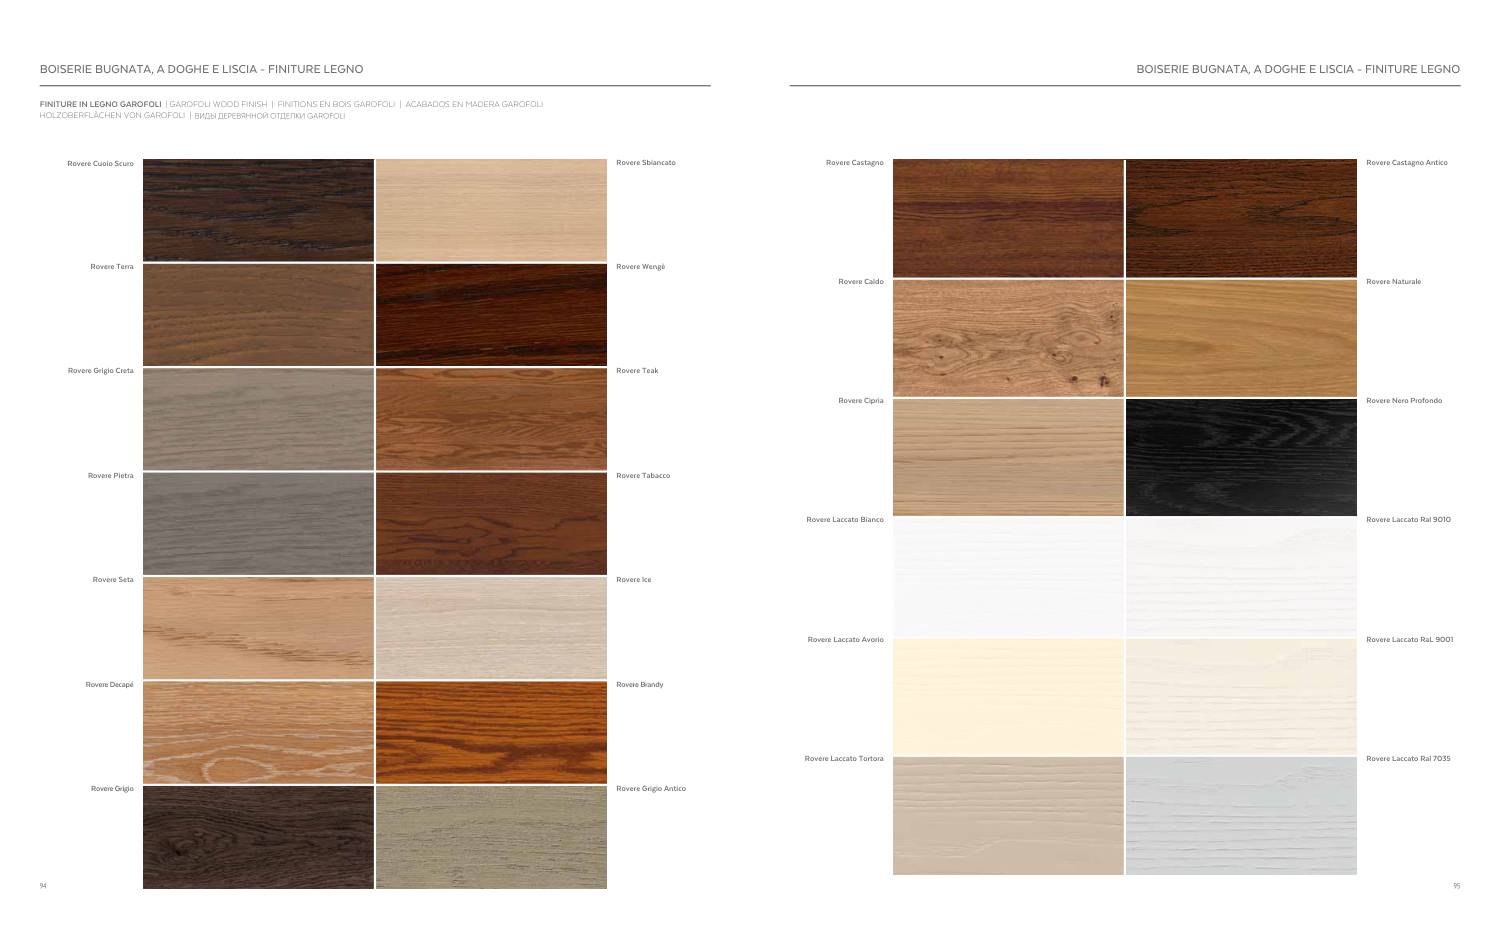 BOISERIE BUGNATA, A DOGHE E LISCIA - FINITURE LEGNO
FINITURE IN LEGNO GAROFOLI | GAROFOLI WOOD FINISH | FINITIONS EN BOIS GAROFOLI | ACABADOS EN MADERA GAROFOLI
HOLZOBERFLÄCHEN VON GAROFOLI | ВИДЫ ДЕРЕВЯННОЙ ОТДЕЛКИ GAROFOLI
Rovere Cuoio Scuro
Rovere Sbiancato
Rovere Terra
Rovere Wengè
Rovere Grigio Creta
Rovere Teak
Rovere Pietra
Rovere Tabacco
Rovere Seta
Rovere Ice
Rovere Decapé
Rovere Brandy
Rovere Grigio
Rovere Grigio Antico
94
BOISERIE BUGNATA, A DOGHE E LISCIA - FINITURE LEGNO
Rovere Castagno
Rovere Castagno Antico
Rovere Caldo
Rovere Naturale
Rovere Cipria
Rovere Nero Profondo
Rovere Laccato Bianco
Rovere Laccato Ral 9010
Rovere Laccato Avorio
Rovere Laccato RaL 9001
Rovere Laccato Tortora
Rovere Laccato Ral 7035
95